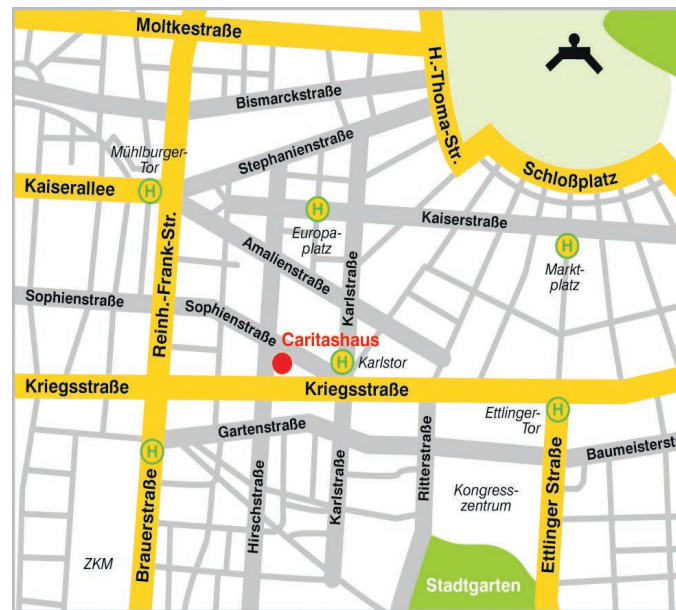 Moltkestraße
H.-Thoma-Str.
Bismarckstraße
Stephanienstraße
Mühlburger-
Tor
H
Schloßplatz
Kaiserallee
H
Kaiserstraße
Reinh.-Frank-Str.
Europa-
platz
Amalienstraße
Karlstraße
H
Markt-
platz
Sophienstraße
Sophienstraße
Caritashaus
H
Karlstor
Kriegsstraße
Kriegsstraße
H
Ettlinger-
Tor
Gartenstraße
H
Baumeisterst
Hirschstraße
Karlstraße
Ritterstraße
Kongress-
zentrum
Ettlinger Straße
Brauerstraße
ZKM
Stadtgarten